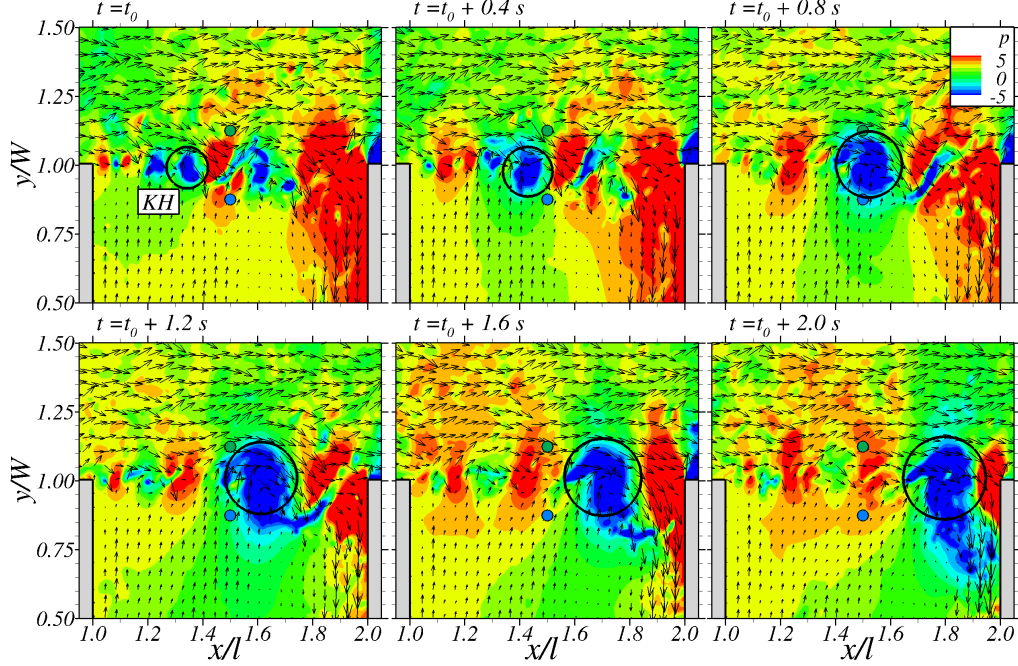 t = t0
t = t0 + 0.4 s
t = t0 + 0.8 s
1.50
1.25
1.00
0.75
0.50
y/W
KH
p
5
0
-5
t = t0 + 1.2 s
t = t0 + 1.6 s
t = t0 + 2.0 s
1.50
1.25
1.00
0.75
0.50
y/W
1.0 1.2 1.4 1.6 1.8 2.0
1.0 1.2 1.4 1.6 1.8 2.0
1.0 1.2 1.4 1.6 1.8 2.0
x/l
x/l
x/l